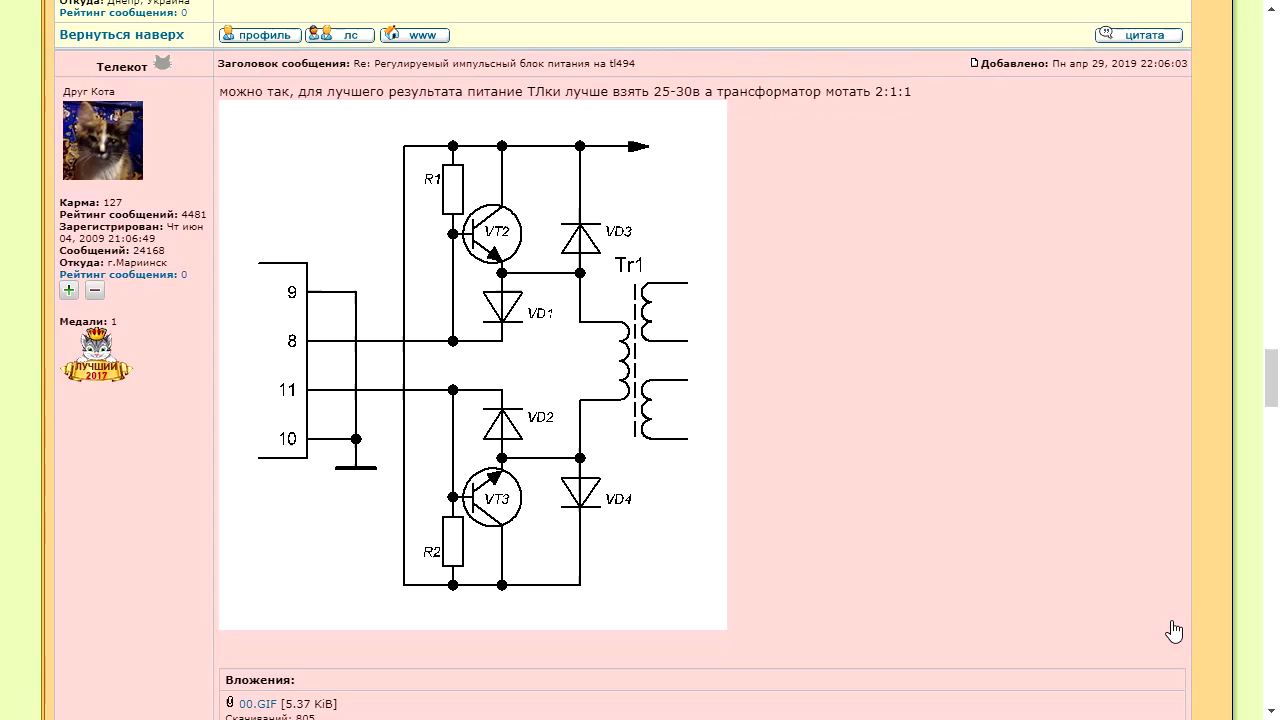 Откуда: Днепр, Украина
Рейтинг сообщений: 0
Вернуться наверх
профиль
лс
www
цитата
Телекот
Заголовок сообщения: Re: Регулируемый импульсный блок питания на tl494
Добавлено: Пн апр 29, 2019 22:06:03
Друг Кота
Карма: 127
Рейтинг сообщений: 4481
Зарегистрирован: Чт июн
04, 2009 21:06:49
Сообщений: 24168
Откуда: г.Мариинск
Рейтинг сообщений: 0
Медали: 1
ЛУЧШИЙ
2017
можно так, для лучшего результата питание ТЛки лучше взять 25-30в а трансформатор мотать 2:1:1
R1
VT2
VD3
Tr1
9
VD1
8
11
VD2
10
VT3
VD4
R2
Вложения:
00.GIF [5.37 KiB]
Скачиваний: 805